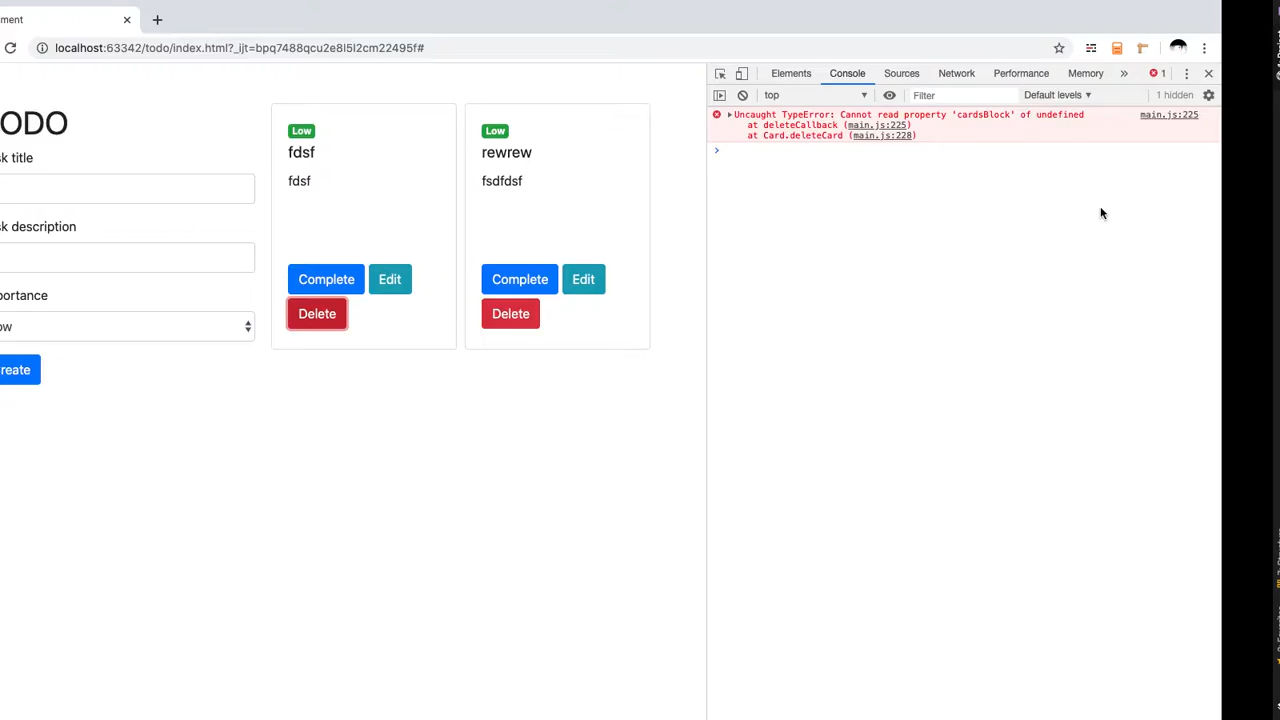 ment
localhost:63342/todo/index.html?_ijt=bpq7488qcu2e8l5l2cm22495f#
Elements Console Sources Network Performance Memory 1
top Filter Default levels 1 hidden
Uncaught TypeError: Cannot read property 'cardsBlock' of undefined main.js:225
at deleteCallback (main.js:225)
at Card.deleteCard (main.js:228)
ODO
sk title
sk description
portance
ow
reate
Low
fdsf
fdsf
Complete Edit
Delete
Low
rewrew
fsdfdsf
Complete Edit
Delete